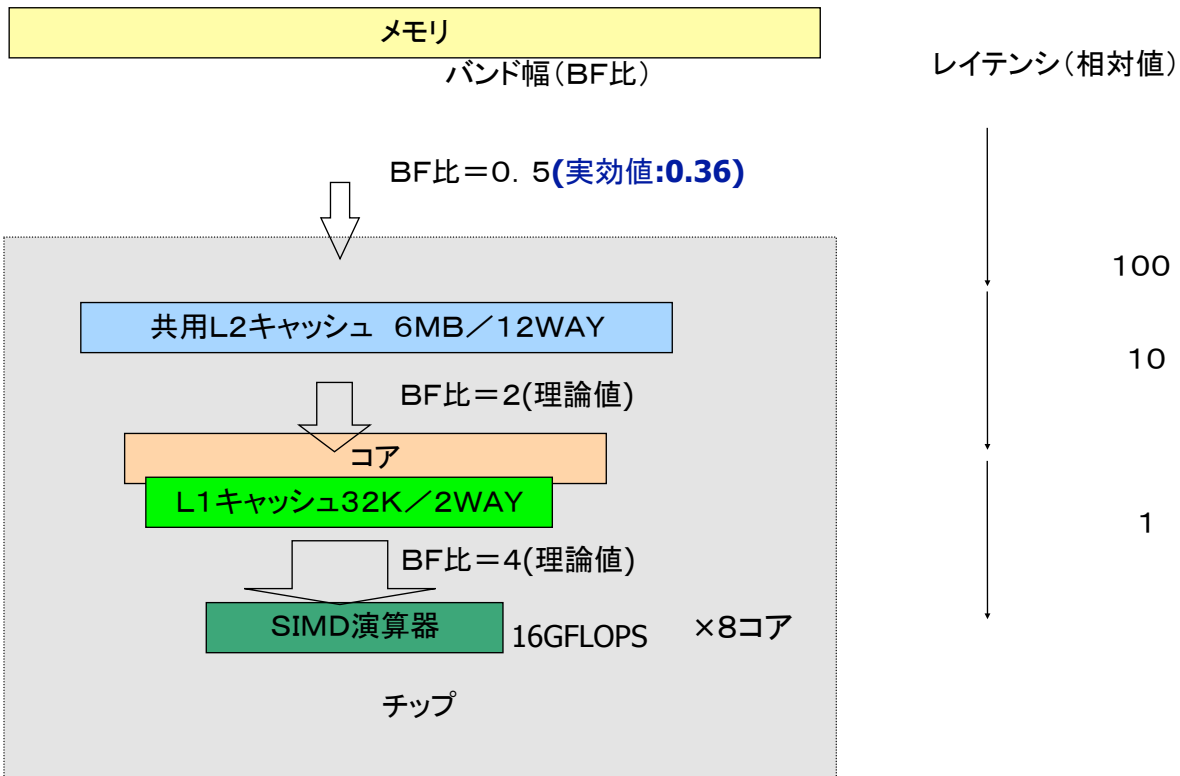 メモリ
バンド幅(BF比)
レイテンシ(相対値)
BF比=0.5(実効値:0.36)
100
共用L2キャッシュ 6MB/12WAY
10
BF比=2(理論値)
コア
L1キャッシュ32K/2WAY
1
BF比=4(理論値)
SIMD演算器
16GFLOPS
×8コア
チップ